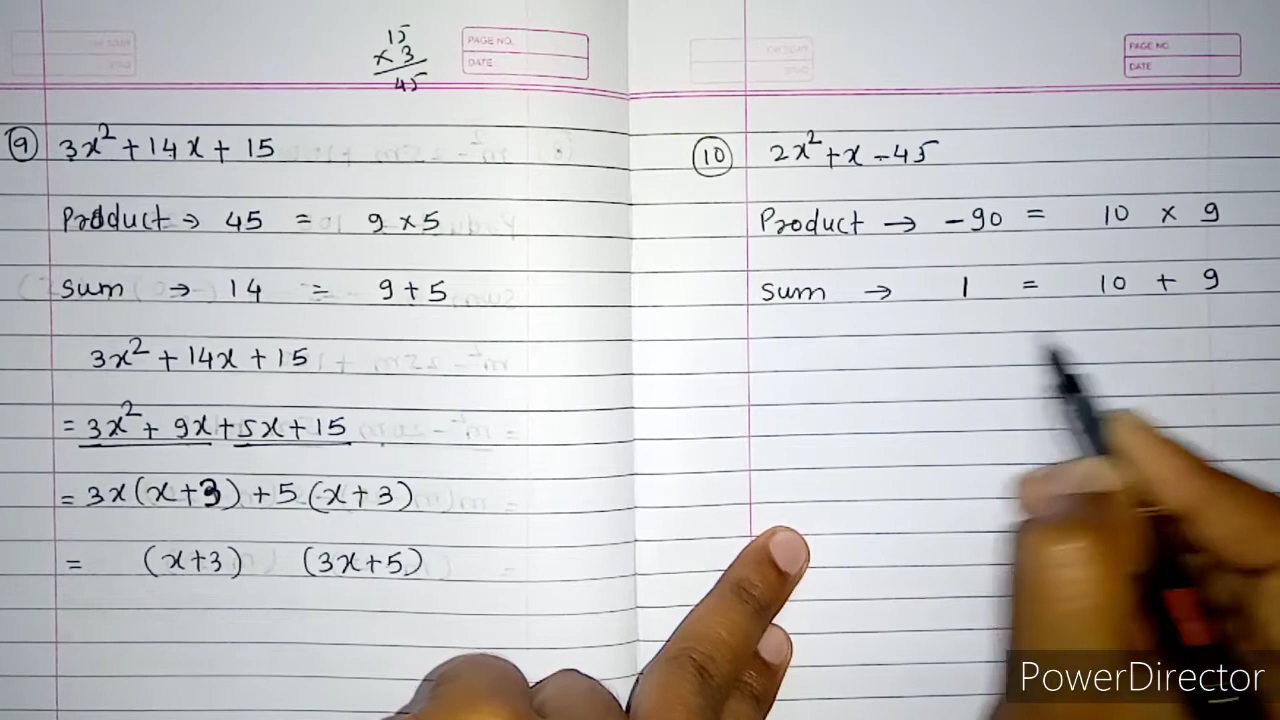 15
× 3
45
PAGE NO.
DATE
9 3x² + 14x + 15
Product → 45 = 9 × 5
Sum → 14 = 9 + 5
3x² + 14x + 15
= 3x² + 9x + 5x + 15
= 3x(x+3) + 5(x+3)
= (x+3) (3x+5)
PAGE NO
DATE
10 2x² + x - 45
Product → -90 = 10 × 9
Sum → 1 = 10 + 9
PowerDirector